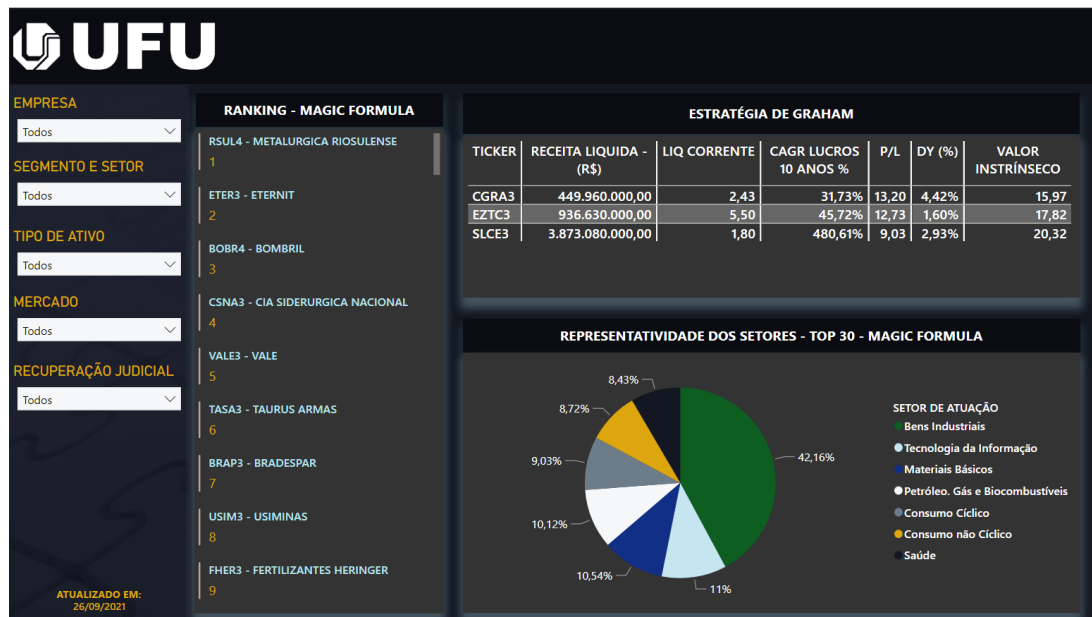 UFU
EMPRESA
Todos
SEGMENTO E SETOR
Todos
TIPO DE ATIVO
Todos
MERCADO
Todos
RECUPERAÇÃO JUDICIAL
Todos
ATUALIZADO EM:
26/09/2021
RANKING - MAGIC FORMULA
RSUL4 - METALURGICA RIOSULENSE
1
ETER3 - ETERNIT
2
BOBR4 - BOMBRIL
3
CSNA3 - CIA SIDERURGICA NACIONAL
4
VALE3 - VALE
5
TASA3 - TAURUS ARMAS
6
BRAP3 - BRADESPAR
7
USIM3 - USIMINAS
8
FHER3 - FERTILIZANTES HERINGER
9
ESTRATÉGIA DE GRAHAM
TICKER RECEITA LIQUIDA - (R$) LIQ CORRENTE CAGR LUCROS 10 ANOS % P/L DY (%) VALOR INSTRÍNSECO
CGRA3 449.960.000,00 2,43 31,73% 13,20 4,42% 15,97
EZTC3 936.630.000,00 5,50 45,72% 12,73 1,60% 17,82
SLCE3 3.873.080.000,00 1,80 480,61% 9,03 2,93% 20,32
REPRESENTATIVIDADE DOS SETORES - TOP 30 - MAGIC FORMULA
8,43%
8,72%
9,03%
10,12%
10,54%
11%
42,16%
SETOR DE ATUAÇÃO
Bens Industriais
Tecnologia da Informação
Materiais Básicos
Petróleo. Gás e Biocombustíveis
Consumo Cíclico
Consumo não Cíclico
Saúde